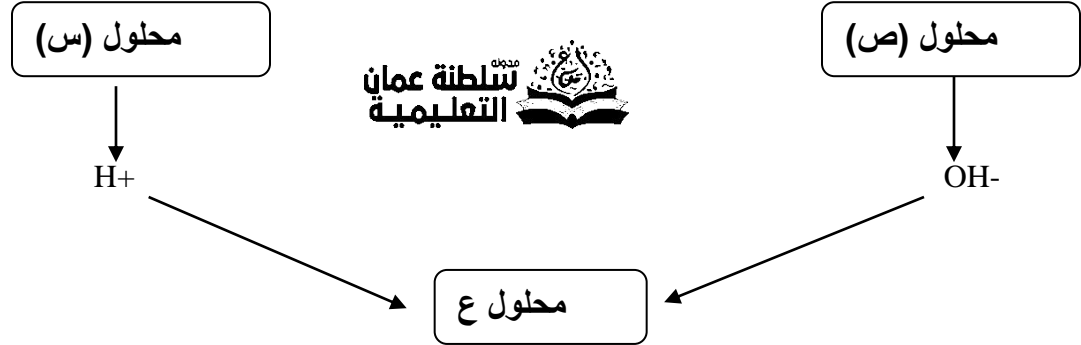 محلول (ص)
محلول (س)
مدونة
سلطنة عمان
التعليمية
OH-
H+
محلول ع